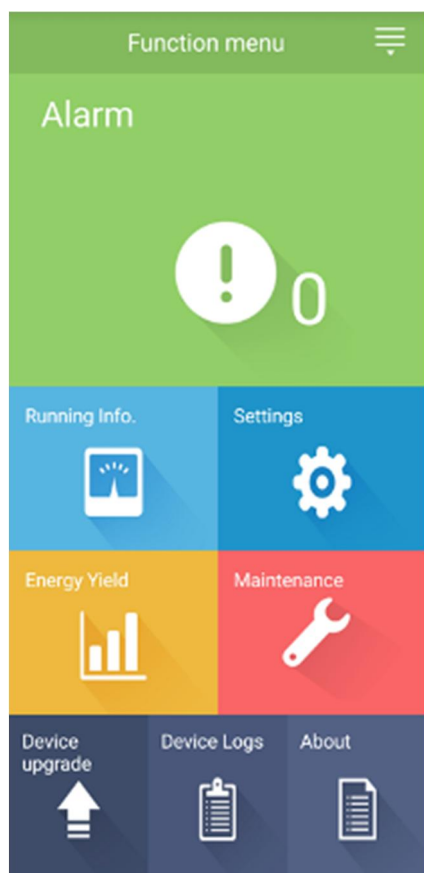 Function menu
Alarm
0
Running Info.
Settings
Energy Yield
Maintenance
Device
upgrade
Device Logs
About